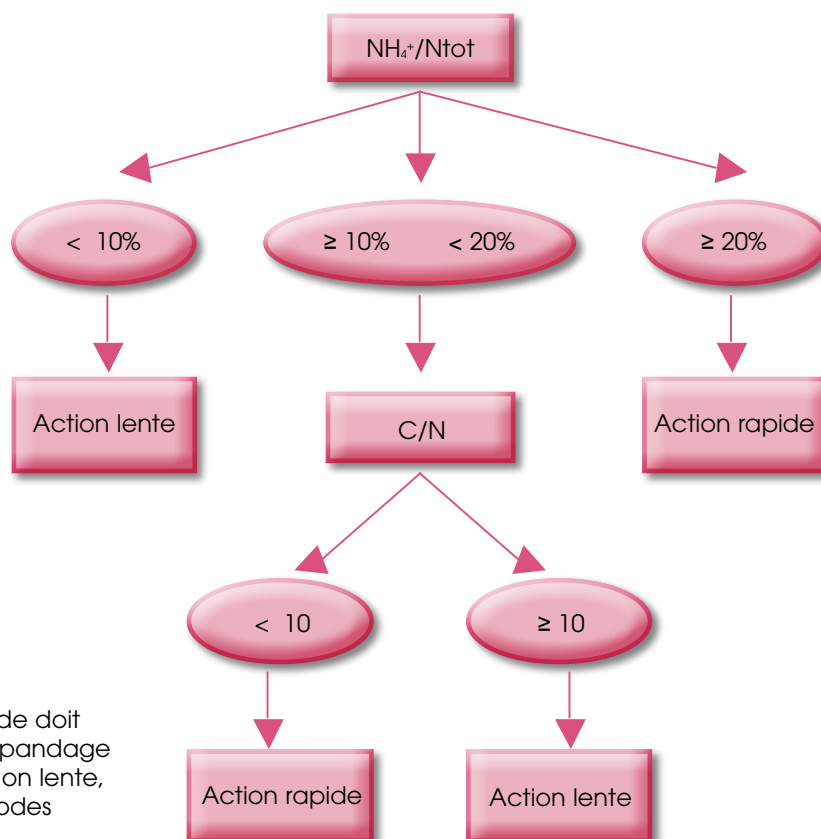 NH₄⁺/Ntot
< 10%
≥ 10% < 20%
≥ 20%
Action lente
C/N
Action rapide
< 10
≥ 10
de doit
pandage
on lente,
odes
Action rapide
Action lente